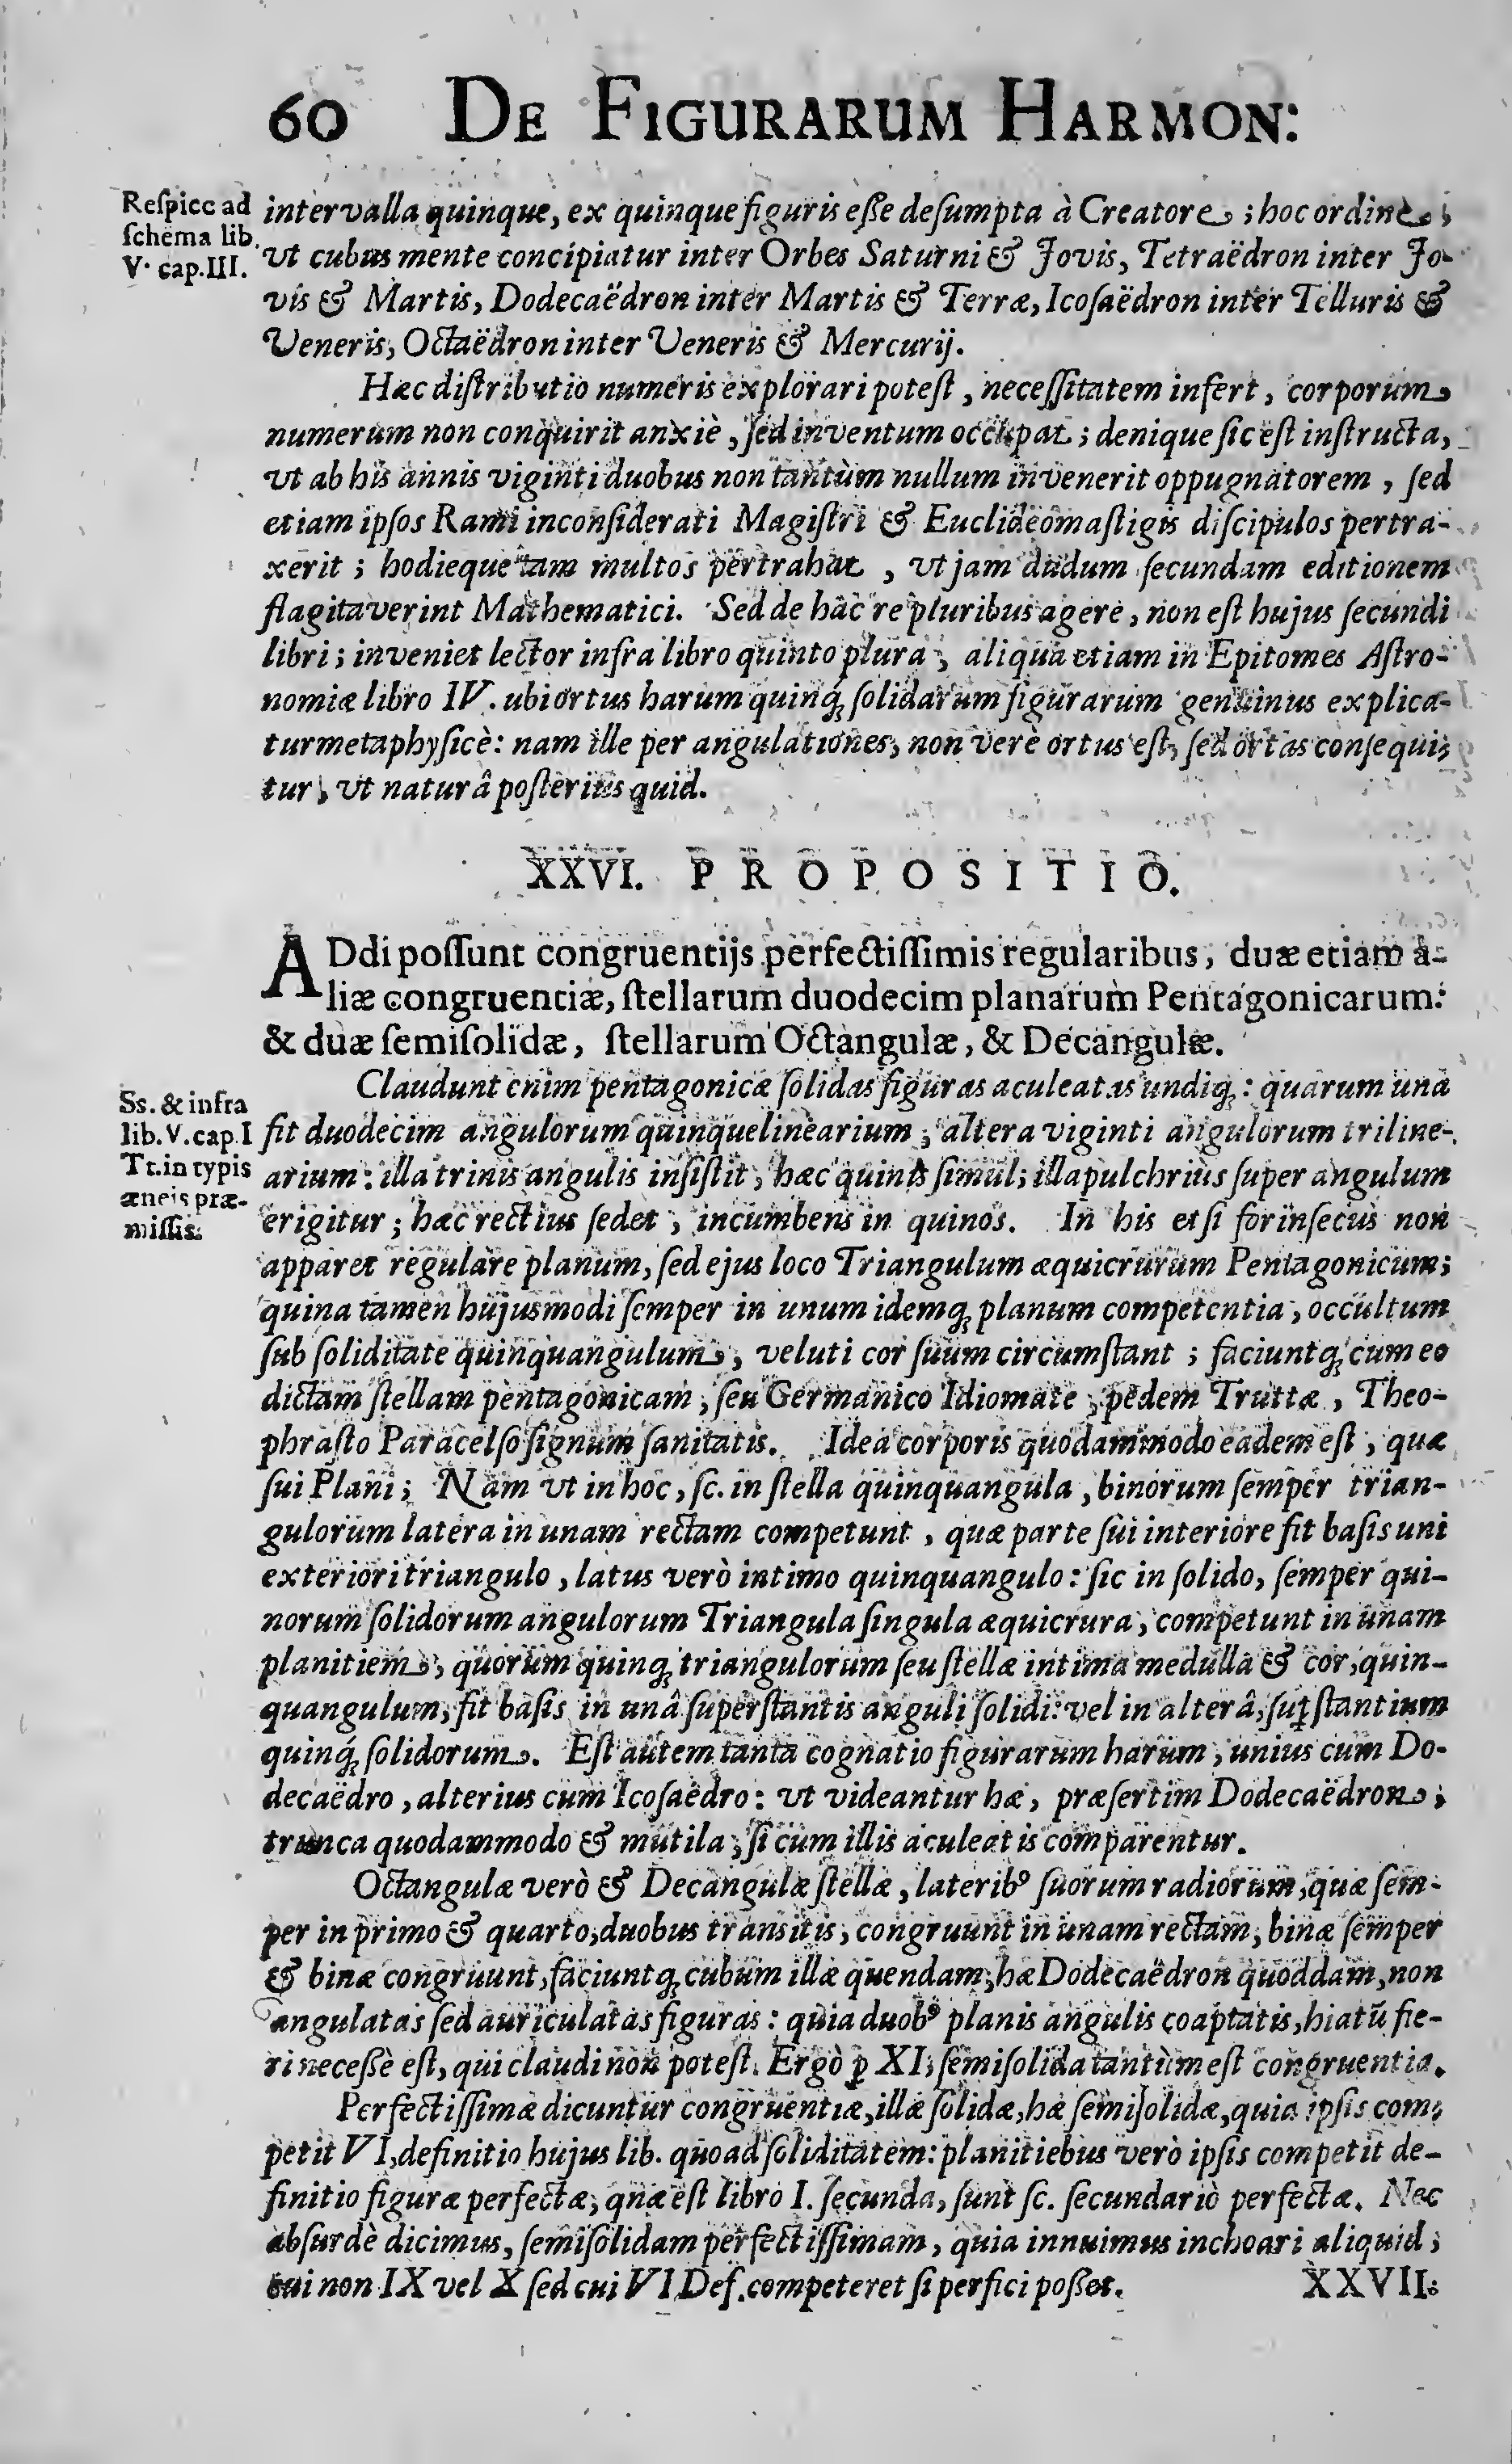 60 DE FIGURARUM HARMON:
Reſpice ad
ſchema lib.
V. cap. III.
intervalla quinque, ex quinque figuris eſſe deſumpta à Creatore; hoc ordine;
ut cubus mente concipiatur inter Orbes Saturni & Jovis, Tetraëdron inter Jo-
vis & Martis, Dodecaëdron inter Martis & Terræ, Icoſaëdron inter Telluris &
Veneris, Octaëdron inter Veneris & Mercurij.
Hæc diſtributio numeris explorari poteſt, neceſſitatem infert, corporum
numerum non conquirit anxiè, ſed inventum occupat; denique ſic eſt inſtructa,
ut ab his annis viginti duobus non tantùm nullum invenerit oppugnatorem, ſed
etiam ipſos Rami inconſiderati Magiſtri & Euclideomaſtigis diſcipulos pertra-
xerit; hodieque tam multos pertrahat, ut jam dudum ſecundam editionem
flagitaverint Mathematici. Sed de hac re pluribus agere, non eſt hujus ſecundi
libri; inveniet lector infra libro quinto plura, aliqua etiam in Epitomes Aſtro-
nomiæ libro IV. ubi ortus harum quinq́; ſolidarum figurarum genuinus explica-
tur metaphyſicè: nam ille per angulationes, non verè ortus eſt, ſed ortas conſequi-
tur, ut naturâ poſterius quid.
XXVI. PROPOSITIO.
ADdi poſſunt congruentijs perfectiſſimis regularibus, duæ etiam a-
liæ congruentiæ, ſtellarum duodecim planarum Pentagonicarum:
& duæ ſemiſolidæ, ſtellarum Octangulæ, & Decangulæ.
Ss. & infra
lib. V. cap. I
Tt. in typis
æneis præ-
miſſis.
Claudunt enim pentagonicæ ſolidas figuras aculeatas undiq;: quarum una
fit duodecim angulorum quinquelinearium, altera viginti angulorum triline-
arium: illa trinis angulis inſiſtit, hæc quinis ſimul; illa pulchrius ſuper angulum
erigitur; hæc rectius ſedet, incumbens in quinos. In his etſi forinſecus non
apparet regulare planum, ſed ejus loco Triangulum æquicrurum Pentagonicum;
quina tamen hujusmodi ſemper in unum idemq; planum competentia, occultum
ſub ſoliditate quinquangulum, veluti cor ſuum circumſtant; faciuntq; cum eo
dictam ſtellam pentagonicam, ſeu Germanico Idiomate, pedem Truttæ, Theo-
phraſto Paracelſo ſignum ſanitatis. Idea corporis quodammodo eadem eſt, quæ
ſui Plani; Nam ut in hoc, ſc. in ſtella quinquangula, binorum ſemper trian-
gulorum latera in unam rectam competunt, quæ parte ſui interiore fit baſis uni
exteriori triangulo, latus verò intimo quinquangulo: ſic in ſolido, ſemper qui-
norum ſolidorum angulorum Triangula ſingula æquicrura, competunt in unam
planitiem, quorum quinq; triangulorum ſeu ſtellæ intima medulla & cor, quin-
quangulum, fit baſis in unâ ſuperſtantis anguli ſolidi: vel in alterâ, ſuꝑſtantium
quinq́; ſolidorum. Eſt autem tanta cognatio figurarum harum, unius cum Do-
decaëdro, alterius cum Icoſaëdro: ut videantur hæ, præſertim Dodecaëdron,
trunca quodammodo & mutila, ſi cum illis aculeatis comparentur.
Octangulæ verò & Decangulæ ſtellæ, laterib⁹ ſuorum radiorum, quæ ſem-
per in primo & quarto, duobus tranſitis, congruunt in unam rectam, binæ ſemper
& binæ congruunt, faciuntq; cubum illæ quendam, hæ Dodecaëdron quoddam, non
angulatas ſed auriculatas figuras: quia duob⁹ planis angulis coaptatis, hiatū fie-
ri neceſſè eſt, qui claudi non poteſt. Ergò ꝑ XI, ſemiſolida tantùm eſt congruentia.
Perfectiſſimæ dicuntur congruentiæ, illæ ſolidæ, hæ ſemiſolidæ, quia ipſis com-
petit VI, definitio hujus lib. quoad ſoliditatem: planitiebus verò ipſis competit de-
finitio figuræ perfectæ, quæ eſt libro I. ſecunda, ſunt ſc. ſecundariò perfectæ. Nec
abſurdè dicimus, ſemiſolidam perfectiſſimam, quia innuimus inchoari aliquid,
cui non IX vel X ſed cui VI Def. competeret ſi perfici poſſet.
XXVII.